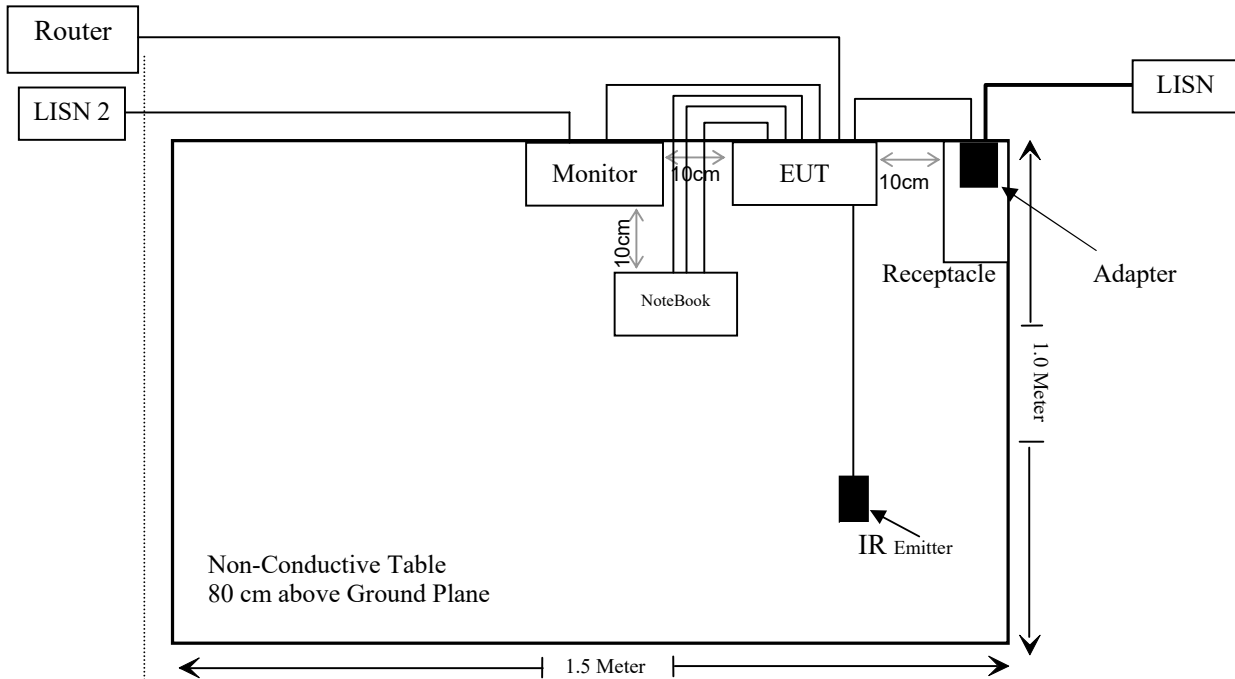 Router
LISN 2
LISN
Monitor
10cm
EUT
10cm
10cm
Receptacle
Adapter
NoteBook
1.0 Meter
IR Emitter
Non-Conductive Table
80 cm above Ground Plane
1.5 Meter